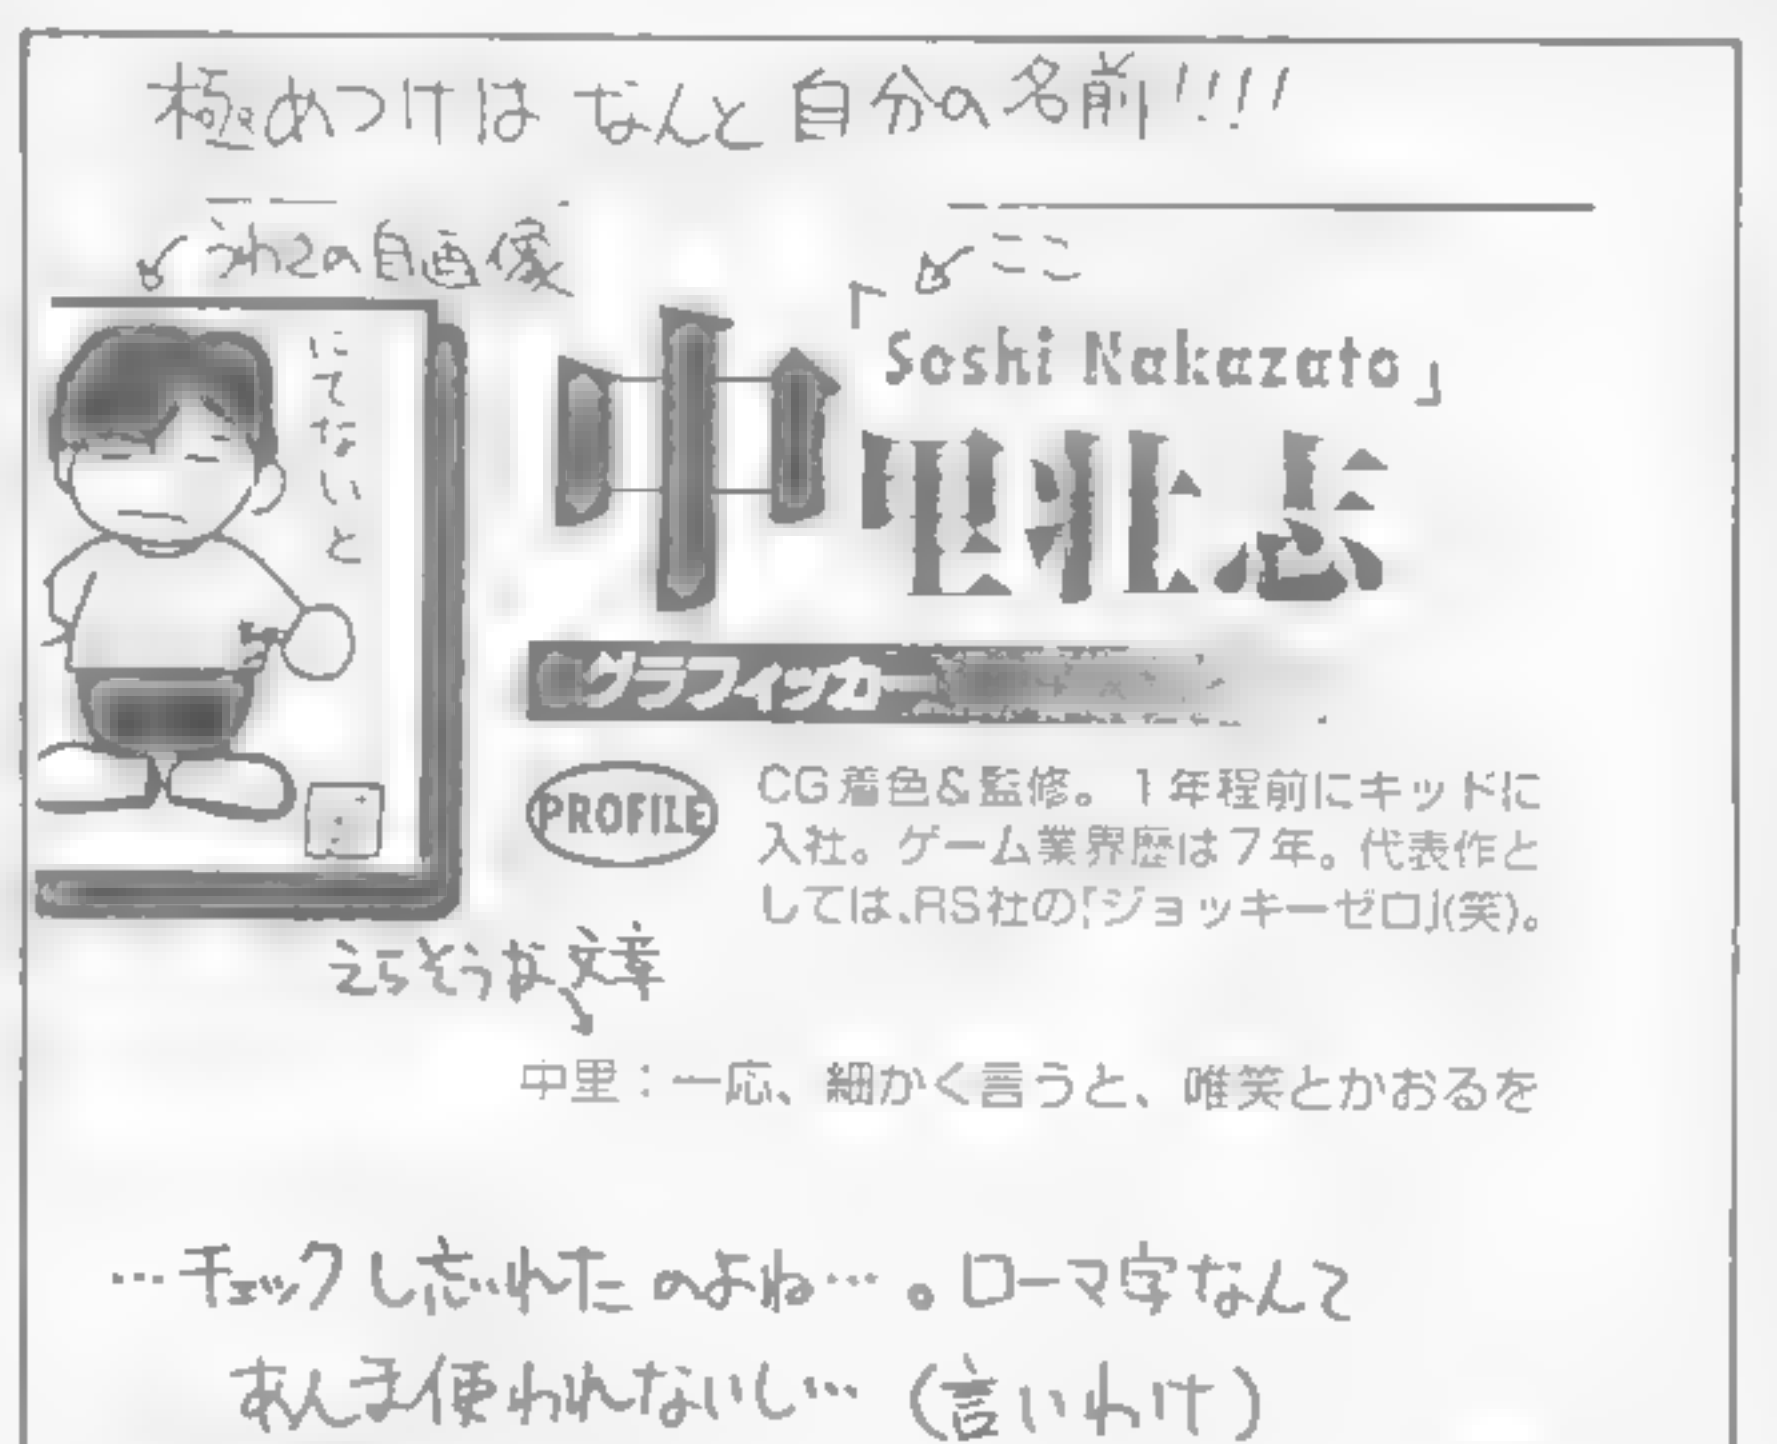 極めつけは なんと 自分の名前!!!!
うわさの自画像
ここ
にてないと
「Soshi Nakazato」
中里壮志
グラフィッカー
PROFILE
CG着色&監修。1年程前にキッドに
入社。ゲーム業界歴は7年。代表作と
しては、RS社の「ジョッキーゼロ」(笑)。
えらそうな文章
中里:一応、細かく言うと、唯笑とかおるを
…チェックし忘れたのよね…。ローマ字なんて
あんま使われないし…(言いわけ)